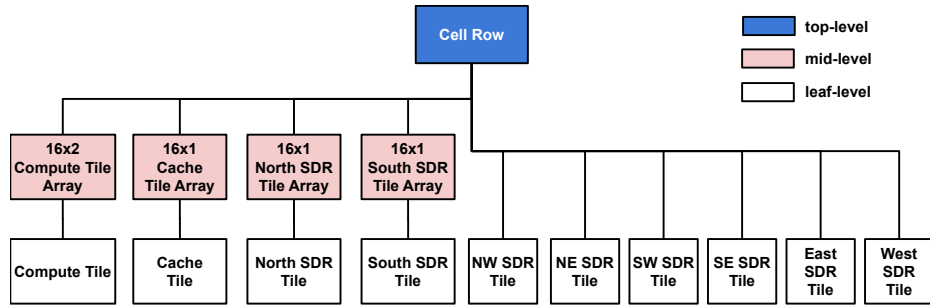 Cell Row
top-level
mid-level
leaf-level
16x2
Compute Tile
Array
16x1
Cache
Tile Array
16x1
North SDR
Tile Array
16x1
South SDR
Tile Array
Compute Tile
Cache
Tile
North SDR
Tile
South SDR
Tile
NW SDR
Tile
NE SDR
Tile
SW SDR
Tile
SE SDR
Tile
East
SDR
Tile
West
SDR
Tile